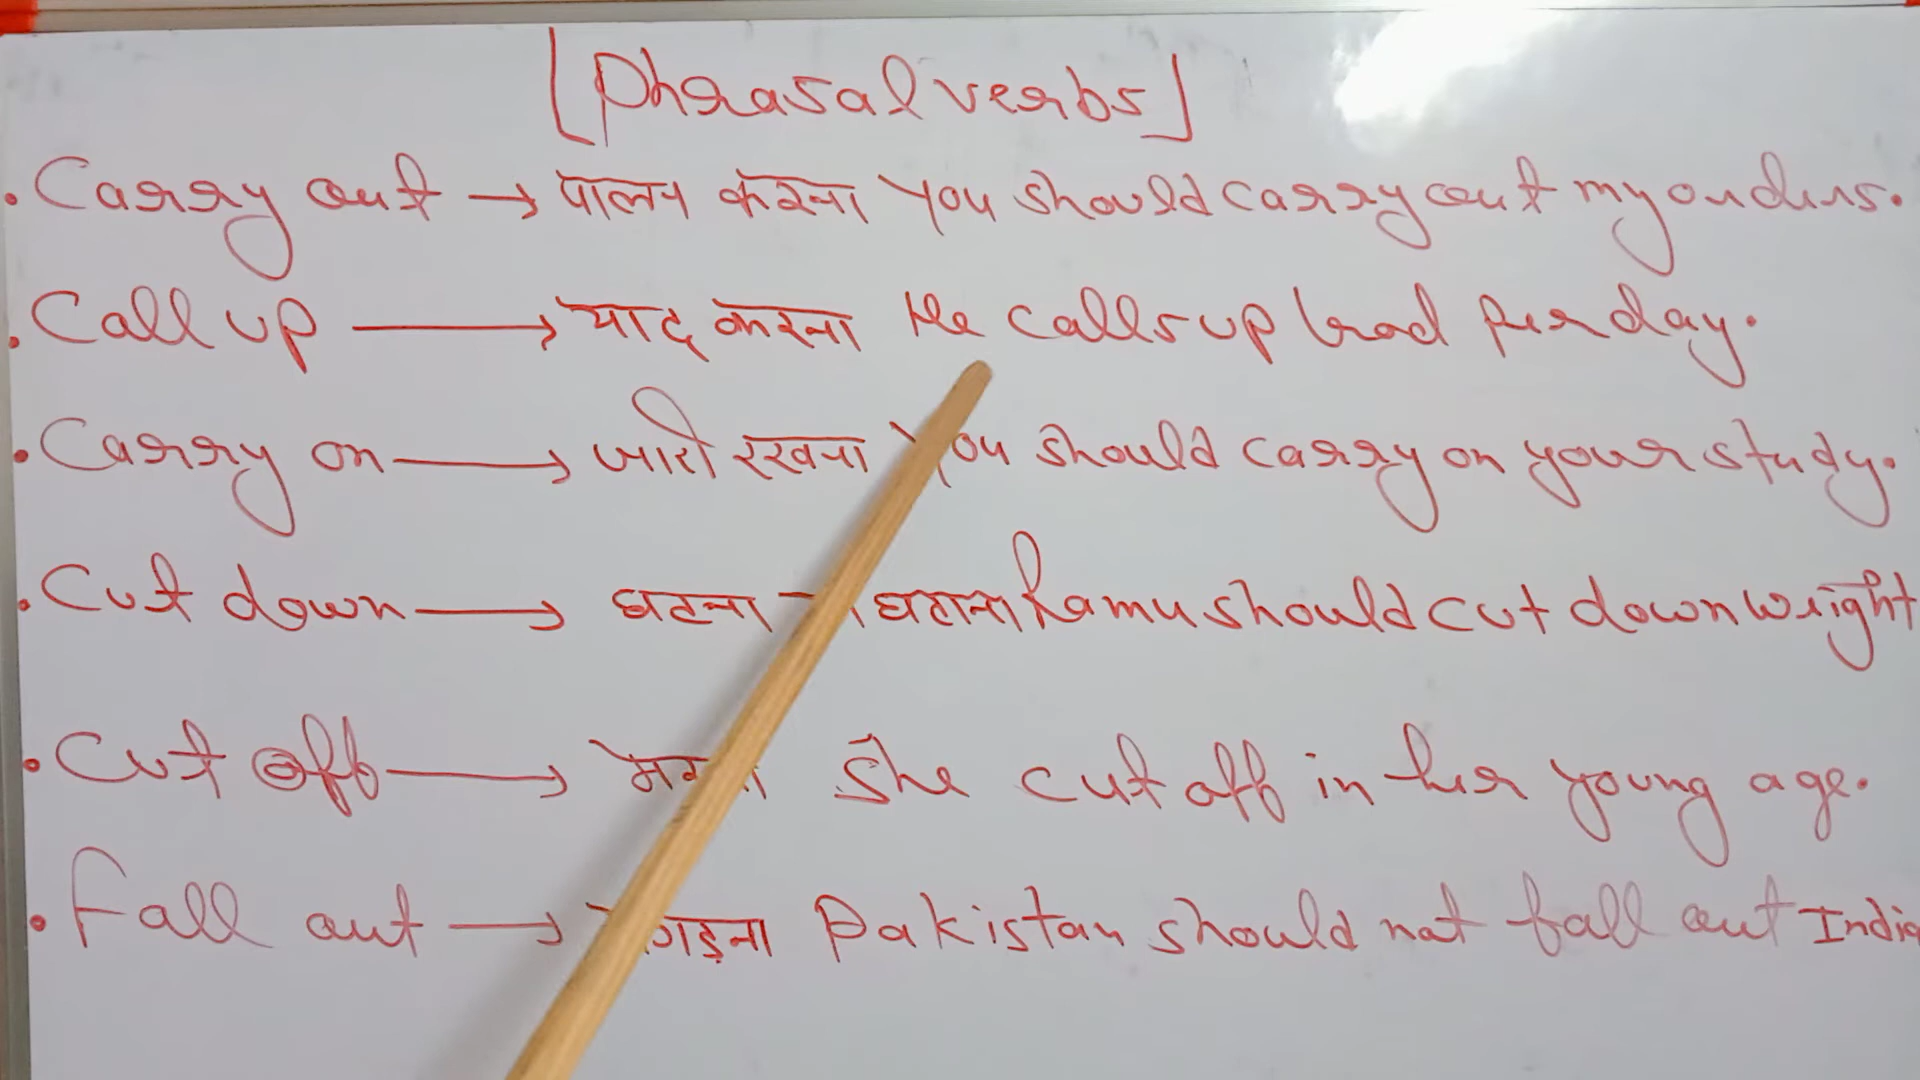 [Phrasal verbs]
. Carry out → पालन करना You should carry out my orders.
. Call up → याद करना He calls up per day.
. Carry on → जारी रखना You should carry on your study.
. Cut down → घटना घटाना Ramu should cut down weight
. Cut off → She cut off in her young age.
. Fall out → Pakistan should not fall out India